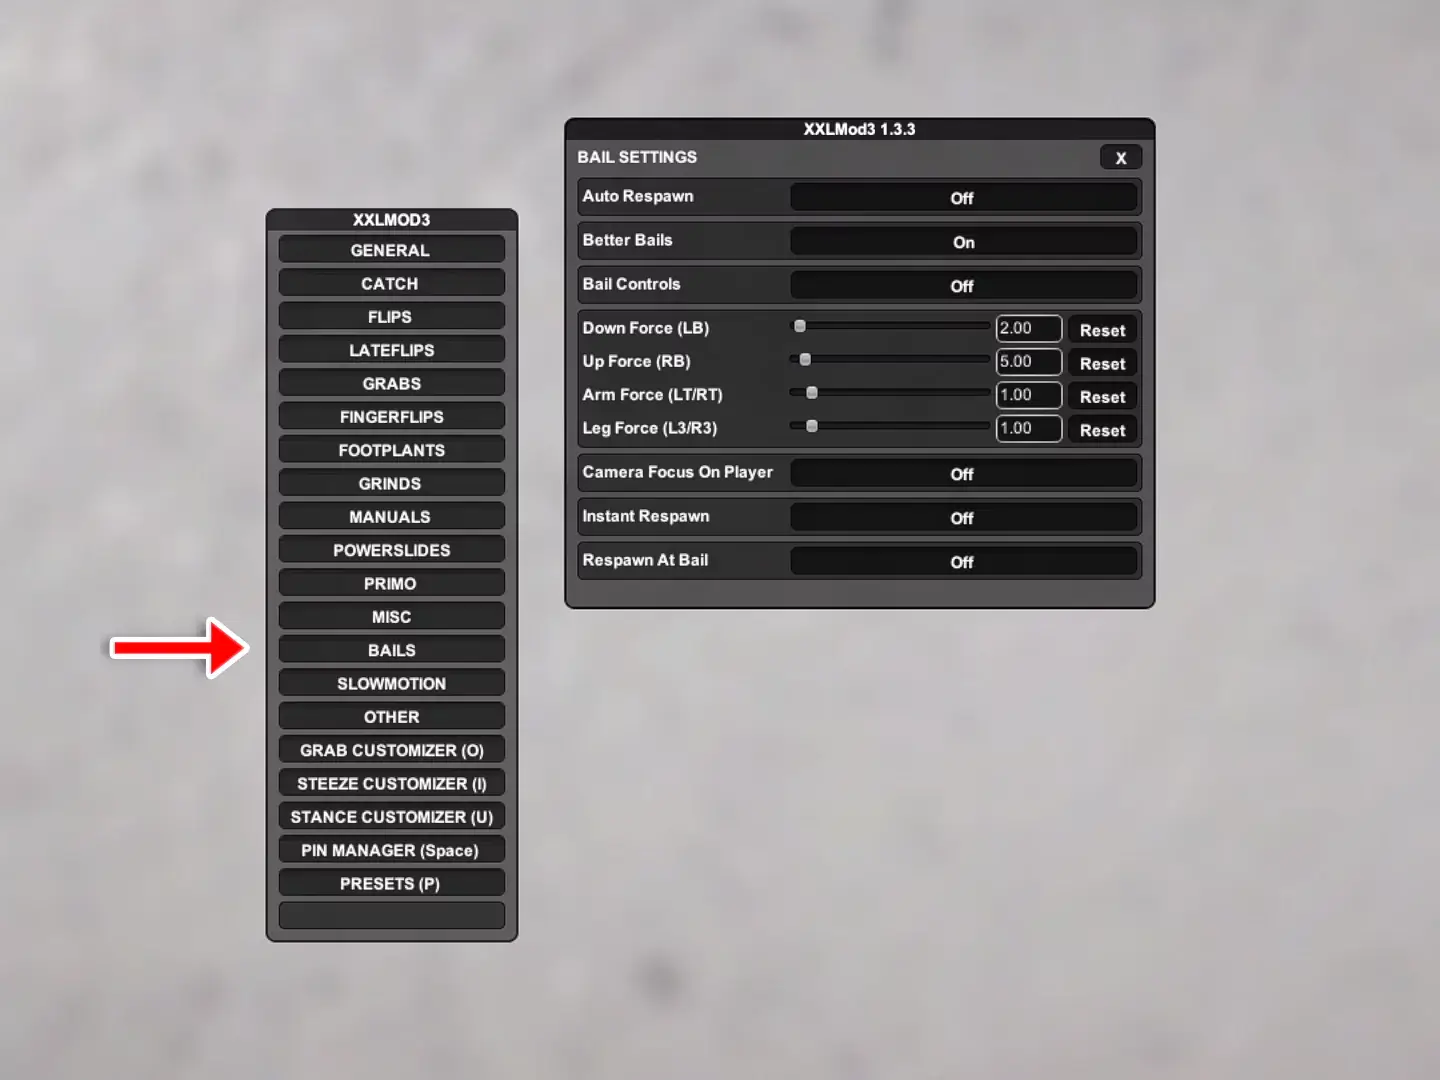 XXLMOD3
GENERAL
CATCH
FLIPS
LATEFLIPS
GRABS
FINGERFLIPS
FOOTPLANTS
GRINDS
MANUALS
POWERSLIDES
PRIMO
MISC
BAILS
SLOWMOTION
OTHER
GRAB CUSTOMIZER (O)
STEEZE CUSTOMIZER (I)
STANCE CUSTOMIZER (U)
PIN MANAGER (Space)
PRESETS (P)
XXLMod3 1.3.3
BAIL SETTINGS X
Auto Respawn Off
Better Bails On
Bail Controls Off
Down Force (LB) 2.00 Reset
Up Force (RB) 5.00 Reset
Arm Force (LT/RT) 1.00 Reset
Leg Force (L3/R3) 1.00 Reset
Camera Focus On Player Off
Instant Respawn Off
Respawn At Bail Off